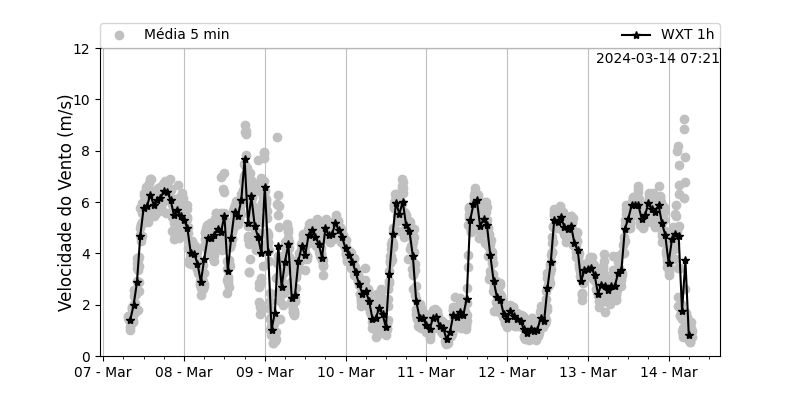 Média 5 min
WXT 1h
2024-03-14 07:21
Velocidade do Vento (m/s)
12
10
8
6
4
2
0
07 - Mar 08 - Mar 09 - Mar 10 - Mar 11 - Mar 12 - Mar 13 - Mar 14 - Mar